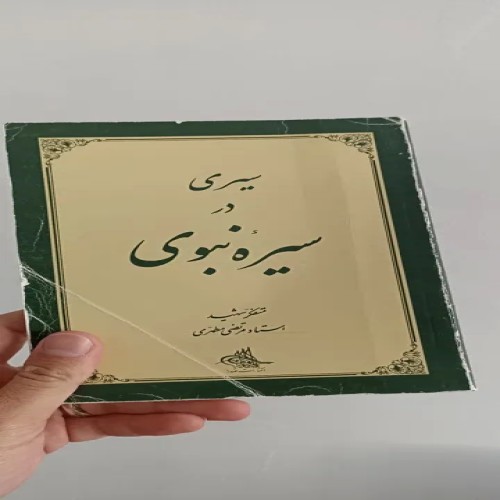 سیری
در
سیرهٔ نبوی
متفکر شهید
استاد مرتضی مطهری